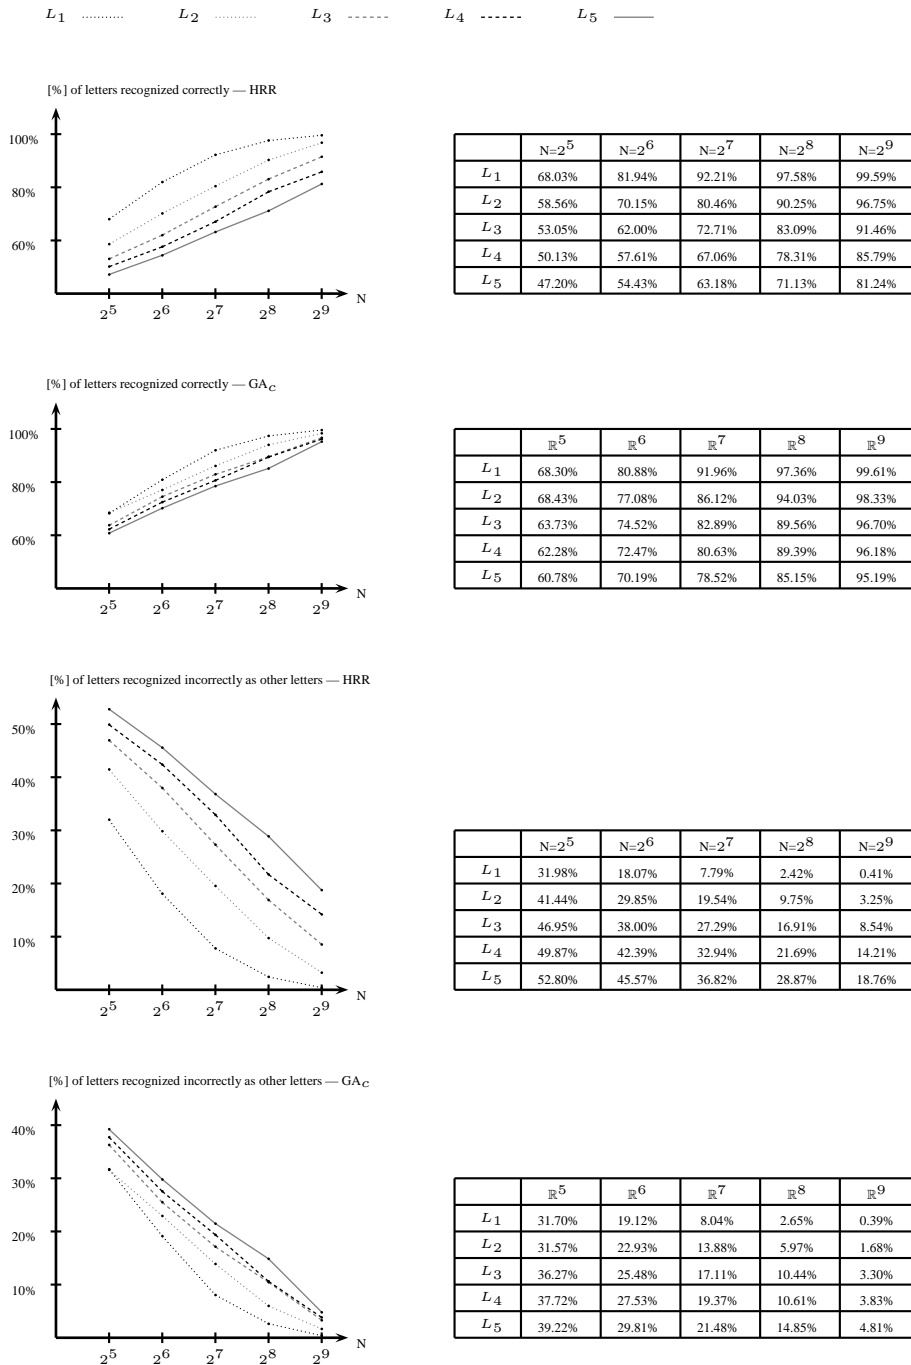 L1 L2 L3 L4 L5
[%] of letters recognized correctly — HRR
100%
80%
60%
N
2^5 2^6 2^7 2^8 2^9
N=2^5 N=2^6 N=2^7 N=2^8 N=2^9
L1 68.03% 81.94% 92.21% 97.58% 99.59%
L2 58.56% 70.15% 80.46% 90.25% 96.75%
L3 53.05% 62.00% 72.71% 83.09% 91.46%
L4 50.13% 57.61% 67.06% 78.31% 85.79%
L5 47.20% 54.43% 63.18% 71.13% 81.24%
[%] of letters recognized correctly — GAc
100%
80%
60%
N
2^5 2^6 2^7 2^8 2^9
ℝ^5 ℝ^6 ℝ^7 ℝ^8 ℝ^9
L1 68.30% 80.88% 91.96% 97.36% 99.61%
L2 68.43% 77.08% 86.12% 94.03% 98.33%
L3 63.73% 74.52% 82.89% 89.56% 96.70%
L4 62.28% 72.47% 80.63% 89.39% 96.18%
L5 60.78% 70.19% 78.52% 85.15% 95.19%
[%] of letters recognized incorrectly as other letters — HRR
50%
40%
30%
20%
10%
N
2^5 2^6 2^7 2^8 2^9
N=2^5 N=2^6 N=2^7 N=2^8 N=2^9
L1 31.98% 18.07% 7.79% 2.42% 0.41%
L2 41.44% 29.85% 19.54% 9.75% 3.25%
L3 46.95% 38.00% 27.29% 16.91% 8.54%
L4 49.87% 42.39% 32.94% 21.69% 14.21%
L5 52.80% 45.57% 36.82% 28.87% 18.76%
[%] of letters recognized incorrectly as other letters — GAc
40%
30%
20%
10%
N
2^5 2^6 2^7 2^8 2^9
ℝ^5 ℝ^6 ℝ^7 ℝ^8 ℝ^9
L1 31.70% 19.12% 8.04% 2.65% 0.39%
L2 31.57% 22.93% 13.88% 5.97% 1.68%
L3 36.27% 25.48% 17.11% 10.44% 3.30%
L4 37.72% 27.53% 19.37% 10.61% 3.83%
L5 39.22% 29.81% 21.48% 14.85% 4.81%